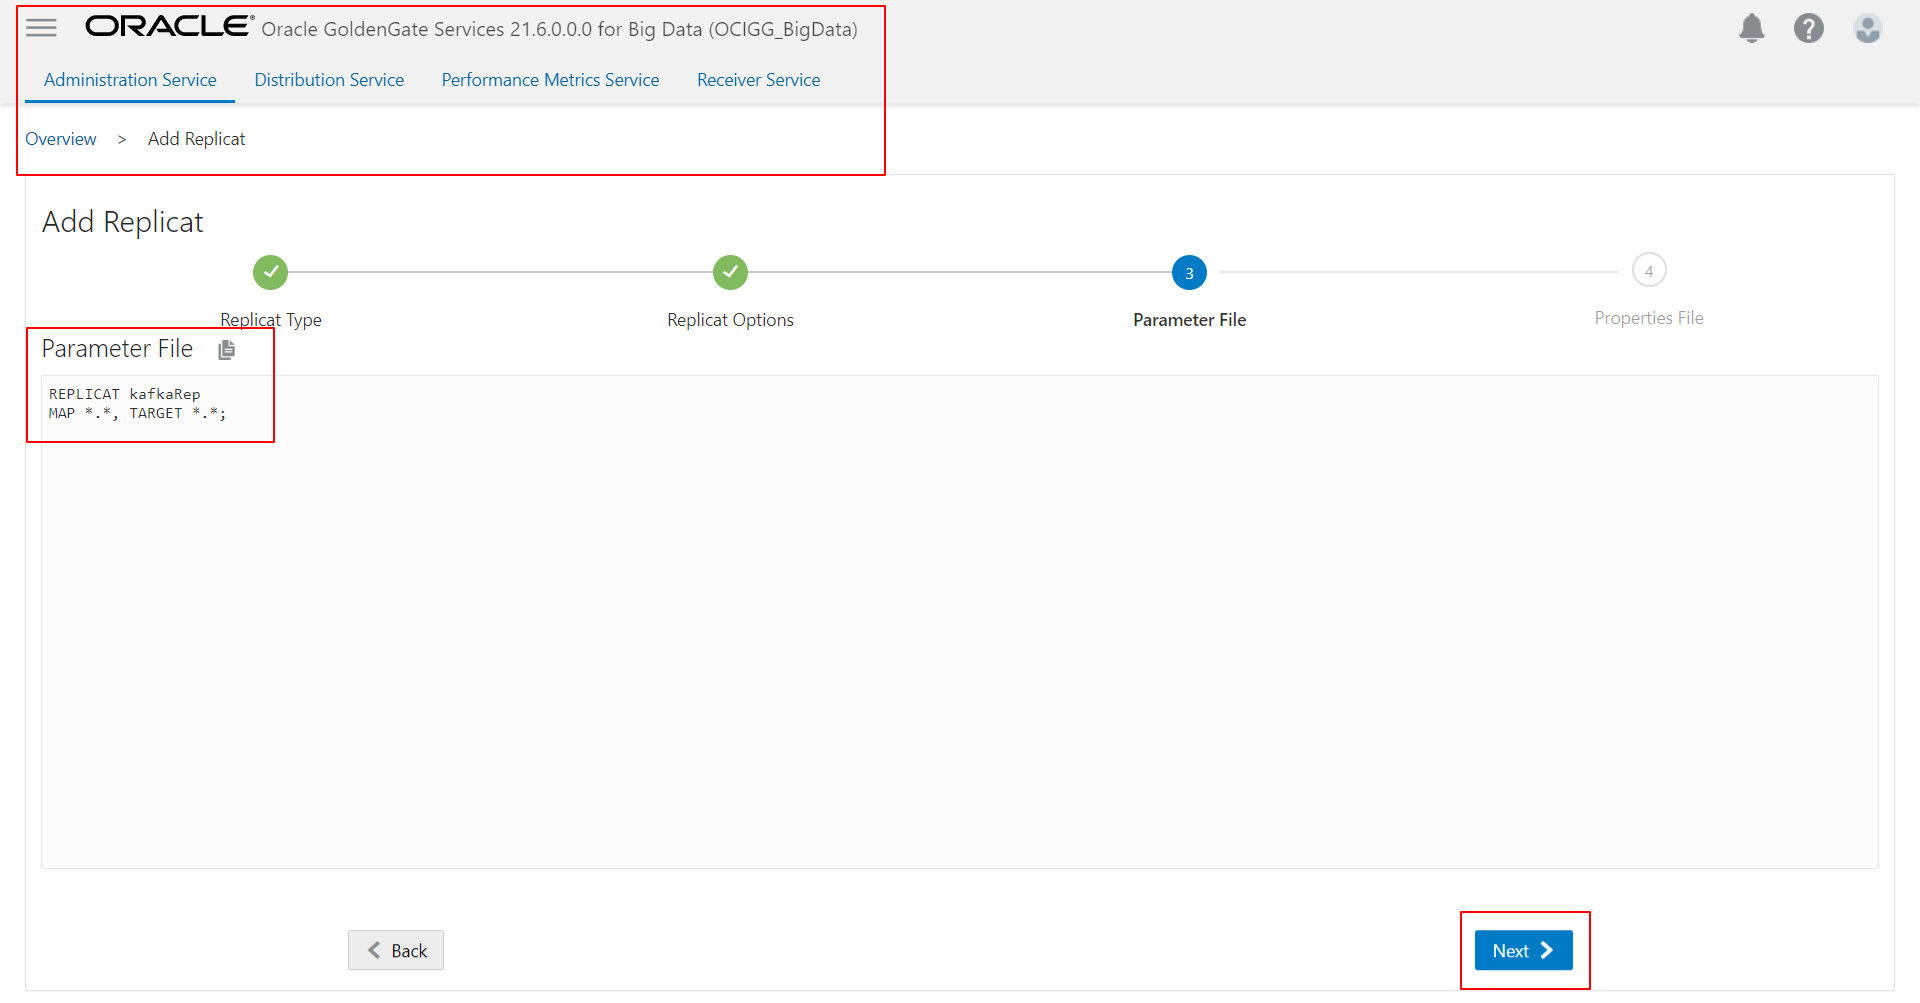 ORACLE® Oracle GoldenGate Services 21.6.0.0.0 for Big Data (OCIGG_BigData)
?
Administration Service Distribution Service Performance Metrics Service Receiver Service
Overview > Add Replicat
Add Replicat
3 4
Replicat Type Replicat Options Parameter File Properties File
Parameter File
REPLICAT kafkaRep
MAP *.*, TARGET *.*;
Back Next